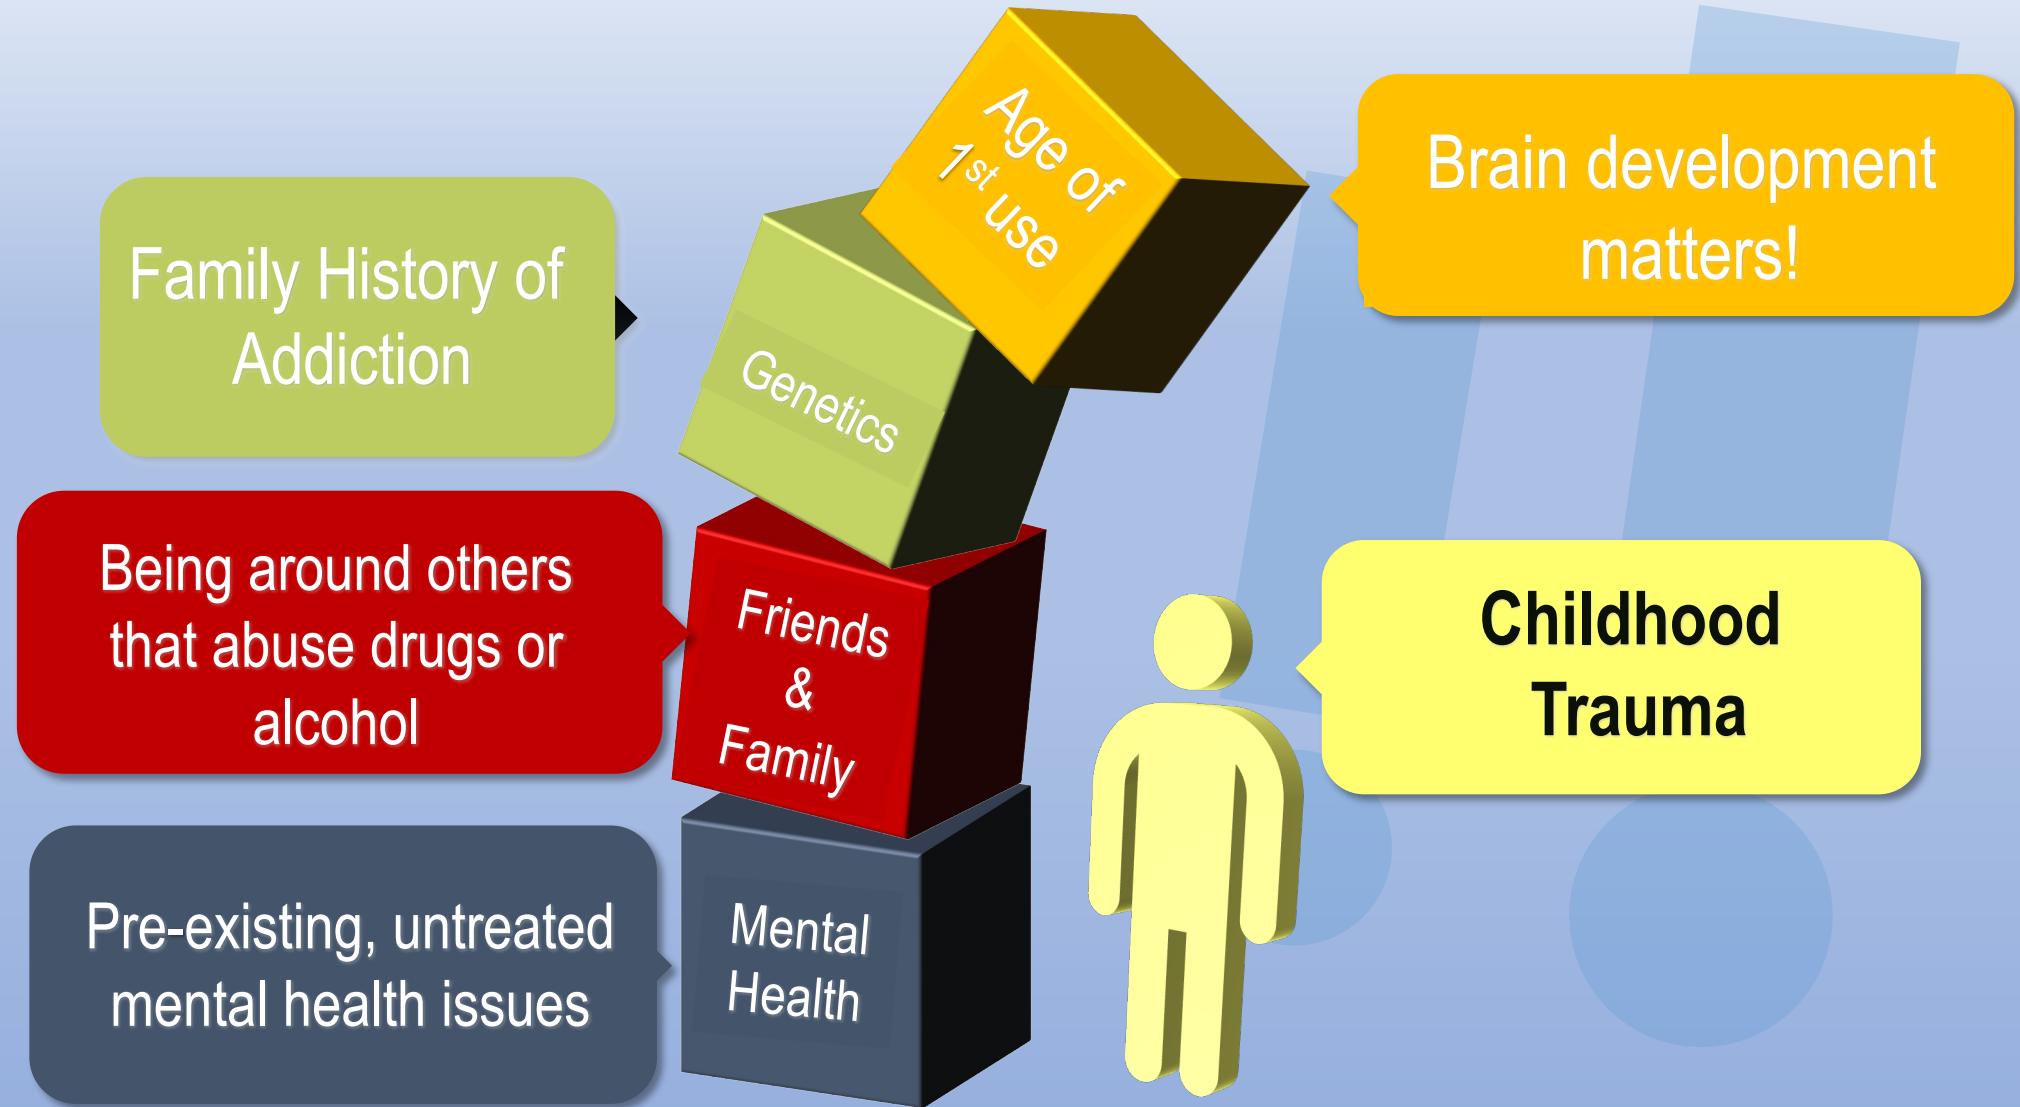 Age of
1st use
Brain development
matters!
Family History of
Addiction
Genetics
Being around others
that abuse drugs or
alcohol
Friends
&
Family
Childhood
Trauma
Pre-existing, untreated
mental health issues
Mental
Health